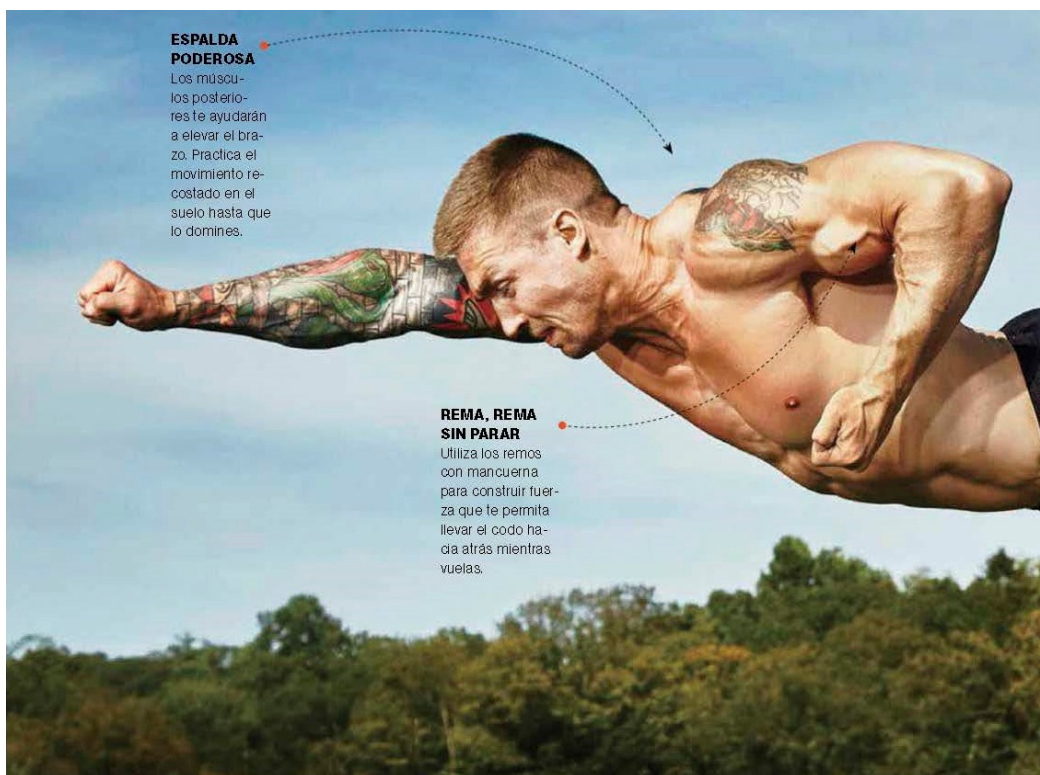 ESPALDA
PODEROSA
Los múscu-
los posterio-
res te ayudarán
a elevar el bra-
zo. Practica el
movimiento re-
costado en el
suelo hasta que
lo domines.
REMA, REMA
SIN PARAR
Utiliza los remos
con mancuerna
para construir fuer-
za que te permita
llevar el codo ha-
cia atrás mientras
vuelas.